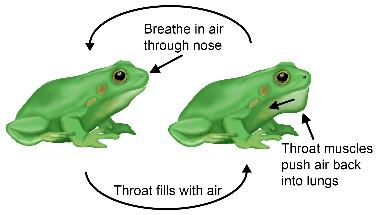 Breathe in air
through nose
Throat muscles
push air back
into lungs
Throat fills with air